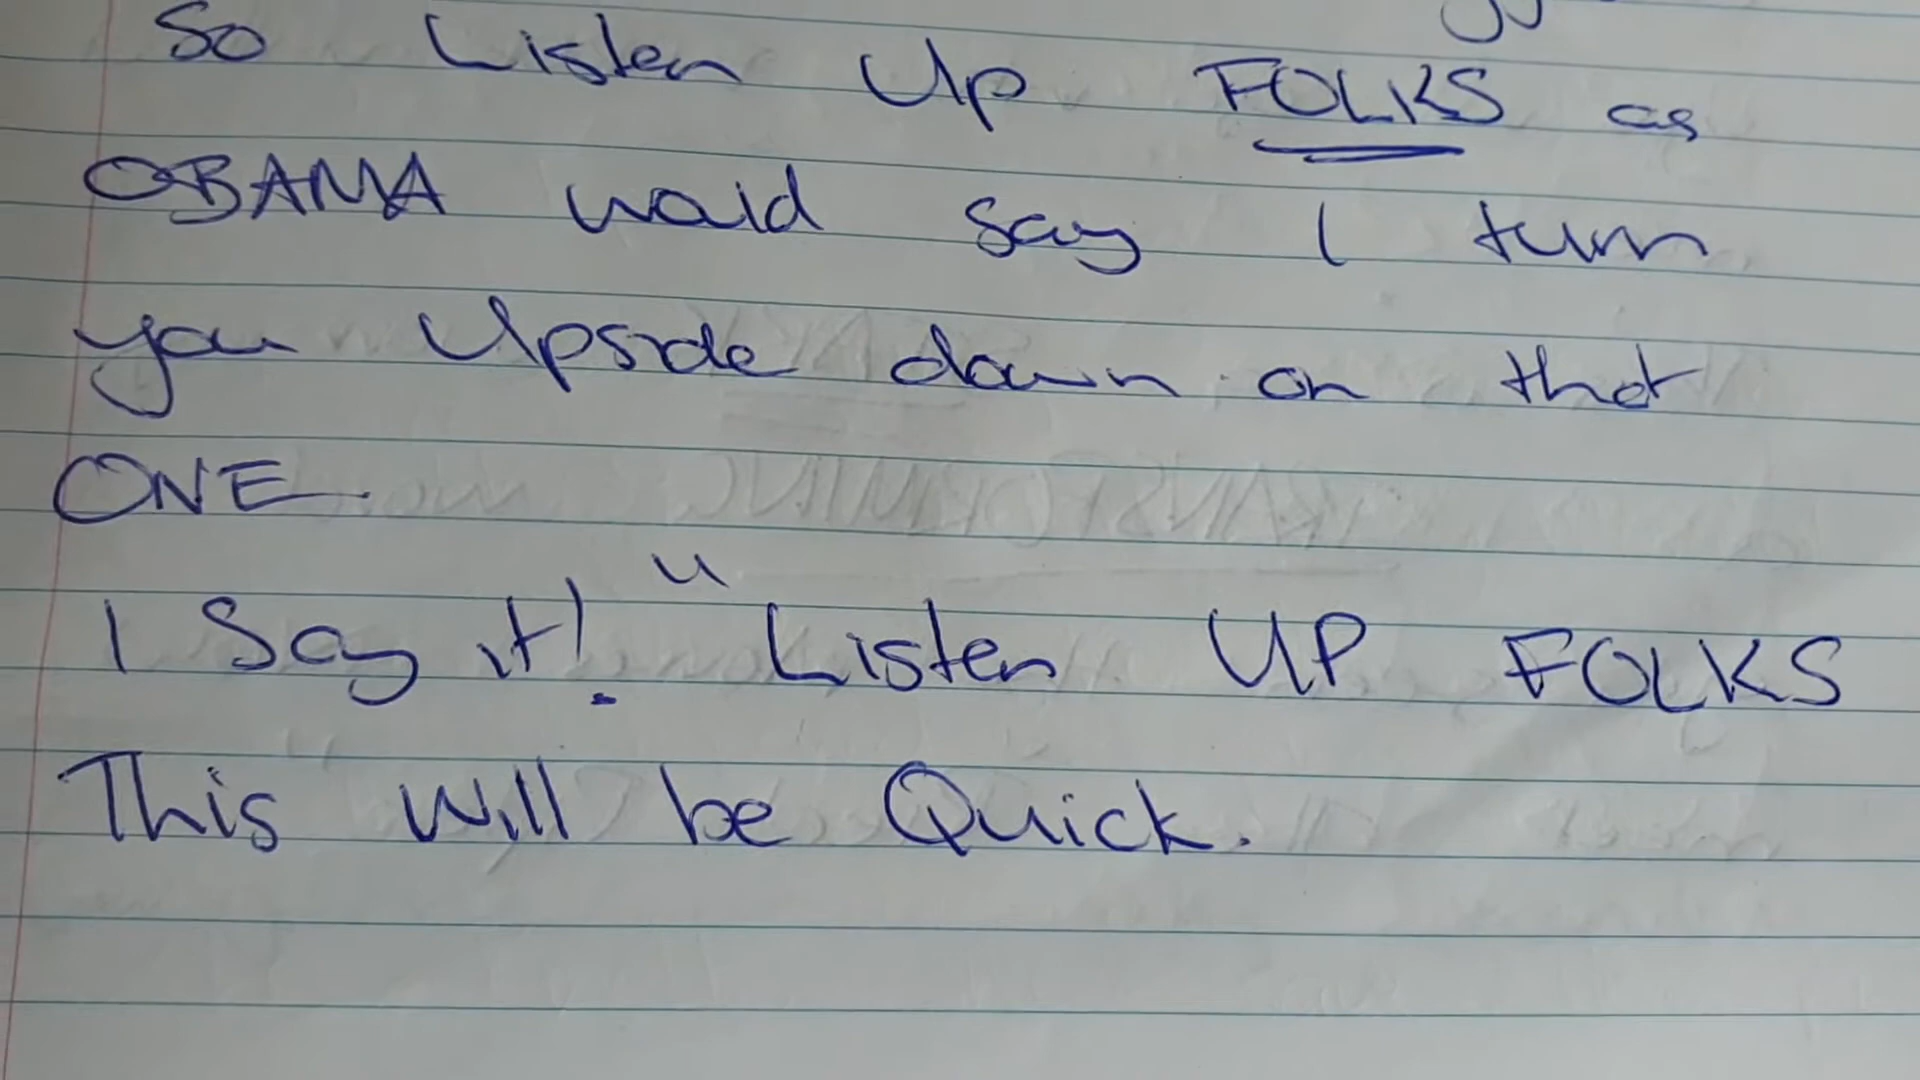 So Listen Up FOLKS as
OBAMA would say I turn
you Upside down on that
ONE
I Say it! " Listen UP FOLKS
This will be Quick.